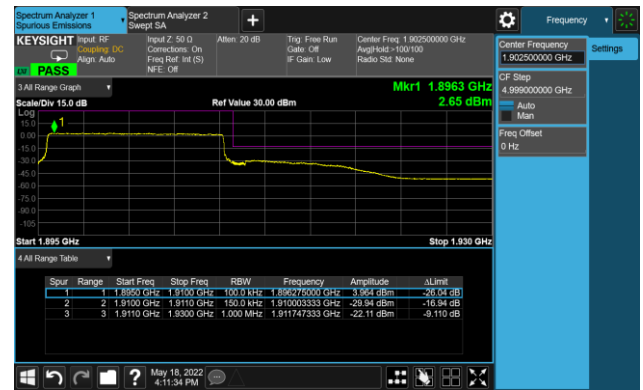 Spectrum Analyzer 1
Spurious Emissions
Spectrum Analyzer 2
Swept SA
Frequency
KEYSIGHT
Input: RF
Coupling: DC
Align: Auto
Input Z: 50 Ω
Corrections: On
Freq Ref: Int (S)
NFE: Off
Atten: 20 dB
Trig: Free Run
Gate: Off
IF Gain: Low
Center Freq: 1.902500000 GHz
Avg|Hold:>100/100
Radio Std: None
PASS
3 All Range Graph
Mkr1 1.8963 GHz
Scale/Div 15.0 dB
Ref Value 30.00 dBm
2.65 dBm
Log
15.0
1
0.00
-15.0
-30.0
-45.0
-60.0
-75.0
-90.0
-105
Start 1.895 GHz
Stop 1.930 GHz
4 All Range Table
Spur Range Start Freq Stop Freq RBW Frequency Amplitude ΔLimit
1 1 1.8950 GHz 1.9100 GHz 100.0 kHz 1.896275000 GHz 3.964 dBm -26.04 dB
2 2 1.9100 GHz 1.9110 GHz 150.0 kHz 1.910003333 GHz -29.94 dBm -16.94 dB
3 3 1.9110 GHz 1.9300 GHz 1.000 MHz 1.911747333 GHz -22.11 dBm -9.110 dB
Center Frequency
1.902500000 GHz
Settings
CF Step
4.999000000 GHz
Auto
Man
Freq Offset
0 Hz
?
May 18, 2022
4:11:34 PM